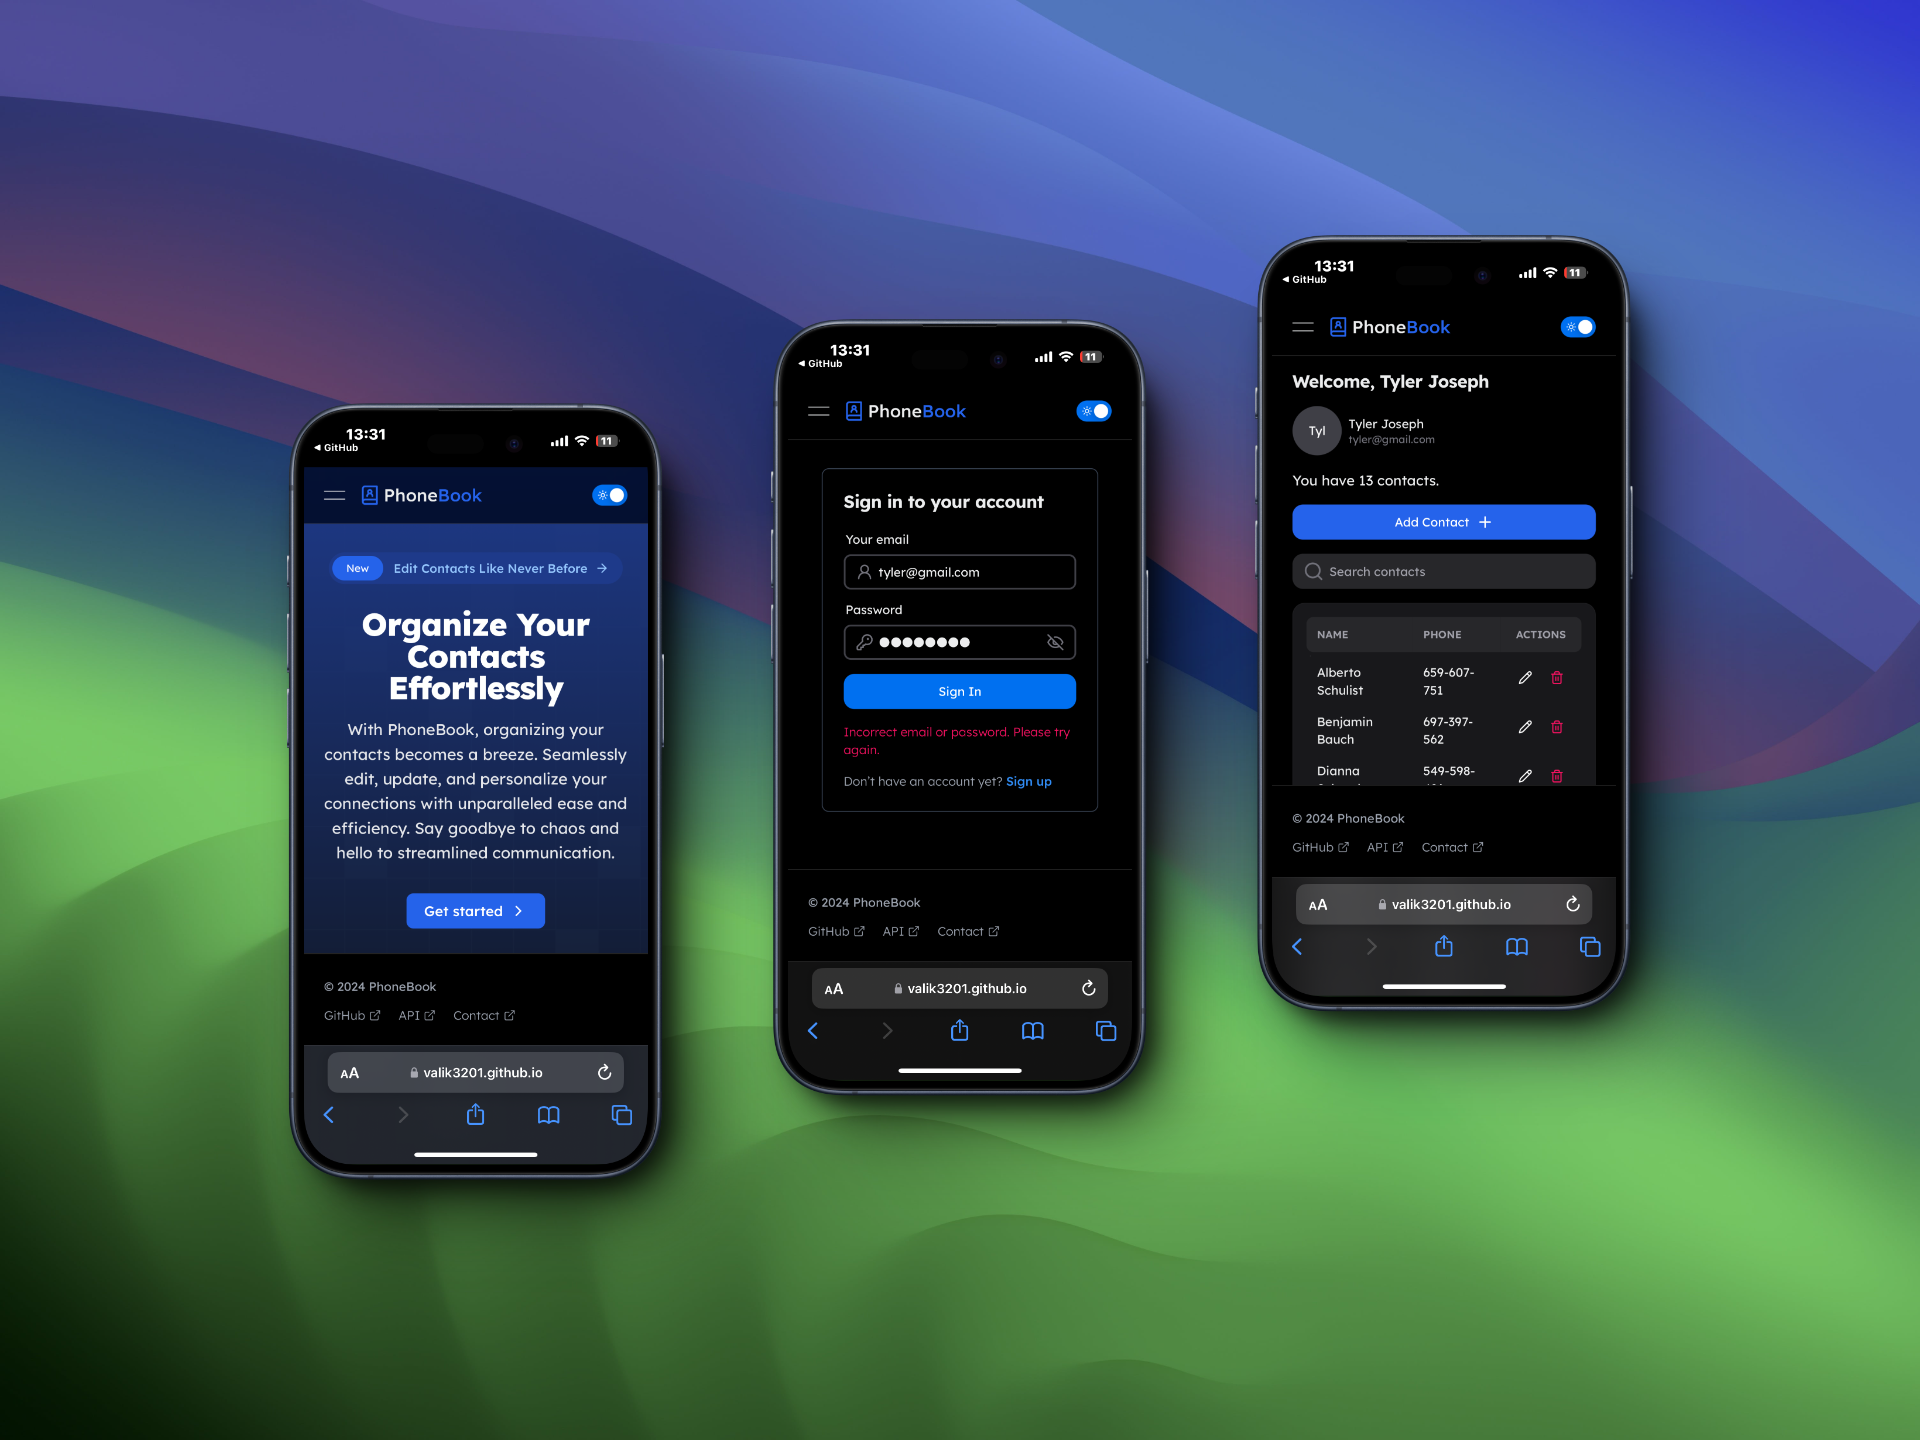 13:31
GitHub
11
PhoneBook
New
Edit Contacts Like Never Before
Organize Your
Contacts
Effortlessly
With PhoneBook, organizing your
contacts becomes a breeze. Seamlessly
edit, update, and personalize your
connections with unparalleled ease and
efficiency. Say goodbye to chaos and
hello to streamlined communication.
Get started
© 2024 PhoneBook
GitHub API Contact
AA valik3201.github.io
13:31
GitHub
11
PhoneBook
Sign in to your account
Your email
tyler@gmail.com
Password
Sign In
Incorrect email or password. Please try
again.
Don't have an account yet? Sign up
© 2024 PhoneBook
GitHub API Contact
AA valik3201.github.io
13:31
GitHub
11
PhoneBook
Welcome, Tyler Joseph
Tyl
Tyler Joseph
tyler@gmail.com
You have 13 contacts.
Add Contact
Search contacts
NAME PHONE ACTIONS
Alberto 659-607-
Schulist 751
Benjamin 697-397-
Bauch 562
Dianna 549-598-
© 2024 PhoneBook
GitHub API Contact
AA valik3201.github.io